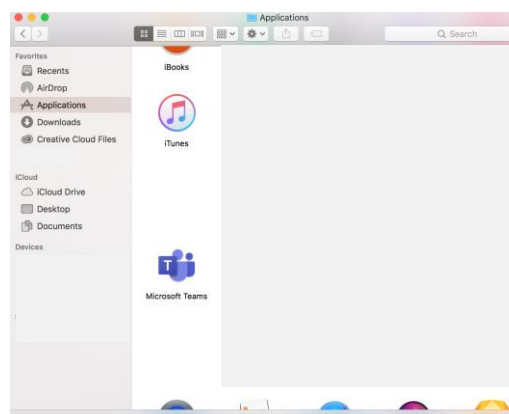 Applications
Search
Favorites
Recents
AirDrop
Applications
Downloads
Creative Cloud Files
iCloud
iCloud Drive
Desktop
Documents
Devices
iBooks
iTunes
T
Microsoft Teams